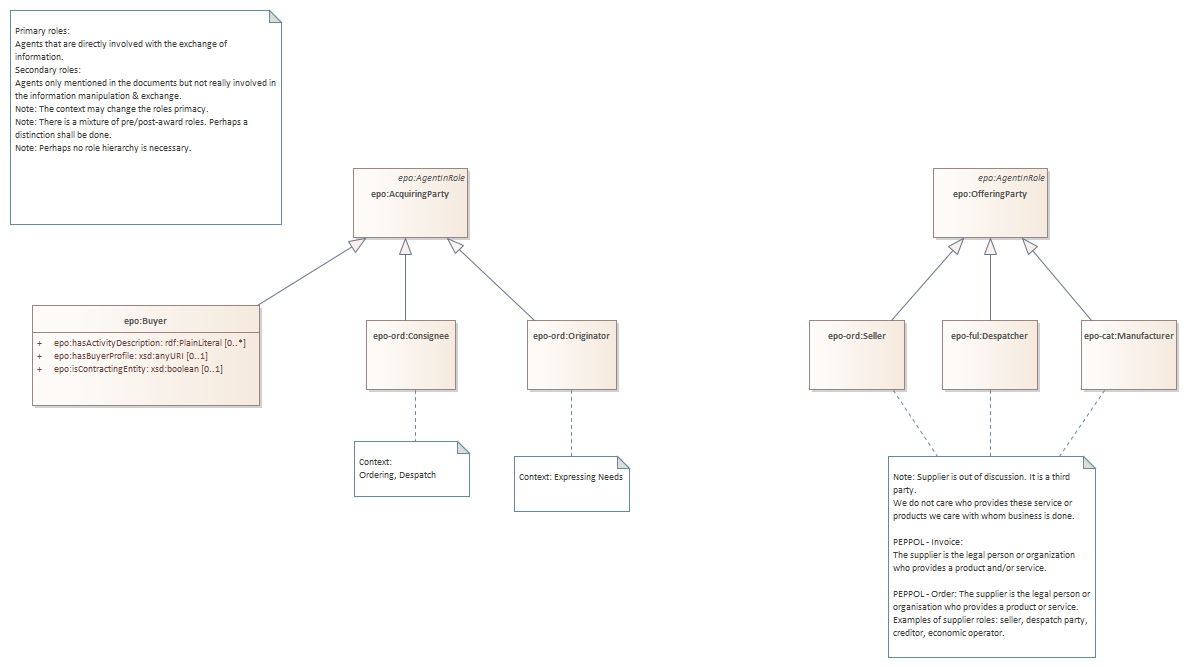 Primary roles:
Agents that are directly involved with the exchange of
information.
Secondary roles:
Agents only mentioned in the documents but not really involved in
the information manipulation & exchange.
Note: The context may change the roles primacy.
Note: There is a mixture of pre/post-award roles. Perhaps a
distinction shall be done.
Note: Perhaps no role hierarchy is necessary.
epo:AgentInRole
epo:AcquiringParty
epo:AgentInRole
epo:OfferingParty
epo:Buyer
+ epo:hasActivityDescription: rdf:PlainLiteral [0..*]
+ epo:hasBuyerProfile: xsd:anyURI [0..1]
+ epo:isContractingEntity: xsd:boolean [0..1]
epo-ord:Consignee
epo-ord:Originator
epo-ord:Seller
epo-ful:Despatcher
epo-cat:Manufacturer
Context:
Ordering, Despatch
Context: Expressing Needs
Note: Supplier is out of discussion. It is a third
party.
We do not care who provides these service or
products we care with whom business is done.
PEPPOL - Invoice:
The supplier is the legal person or organization
who provides a product and/or service.
PEPPOL - Order: The supplier is the legal person or
organisation who provides a product or service.
Examples of supplier roles: seller, despatch party,
creditor, economic operator.